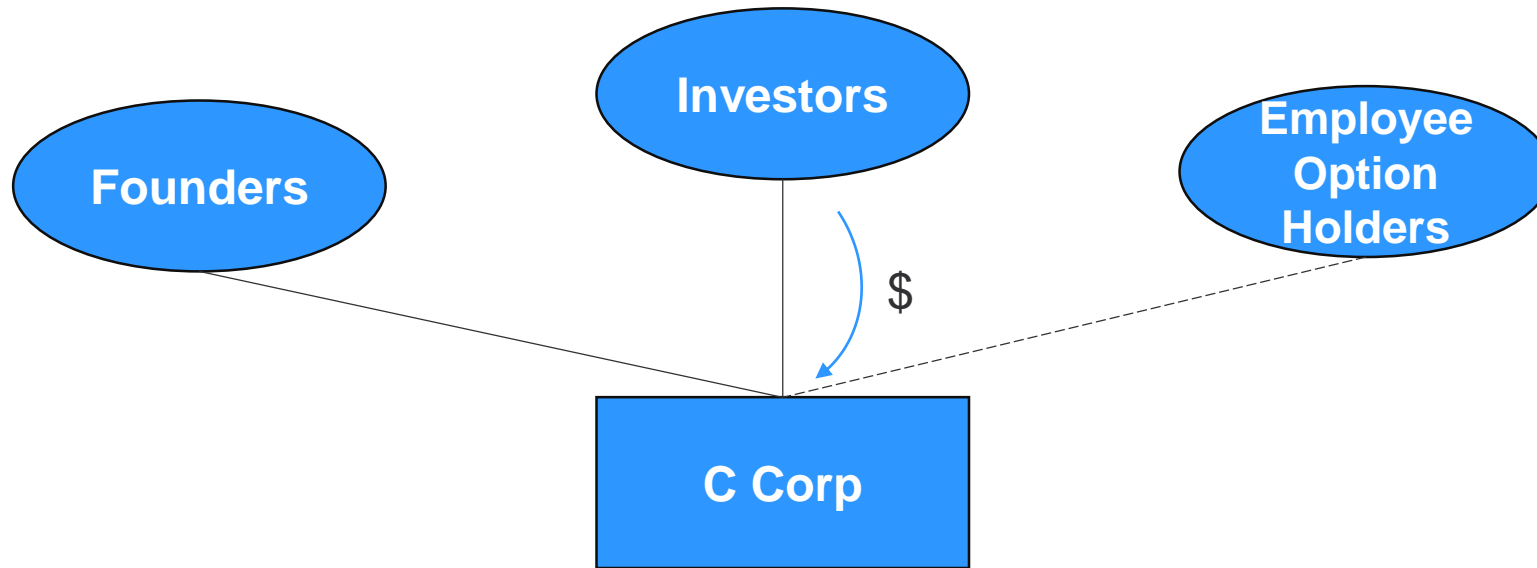 Investors
Founders
Employee
Option
Holders
$
C Corp